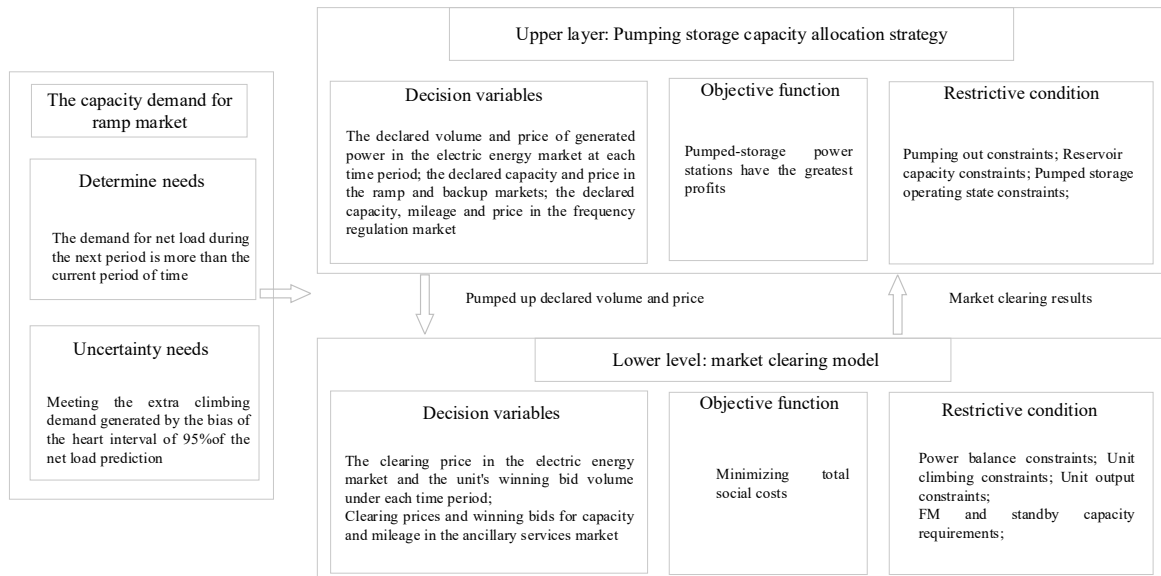 The capacity demand for
ramp market
Determine needs
The demand for net load during
the next period is more than the
current period of time
Uncertainty needs
Meeting the extra climbing
demand generated by the bias of
the heart interval of 95%of the
net load prediction
Upper layer: Pumping storage capacity allocation strategy
Decision variables
The declared volume and price of generated
power in the electric energy market at each
time period; the declared capacity and price in
the ramp and backup markets; the declared
capacity, mileage and price in the frequency
regulation market
Objective function
Pumped-storage power
stations have the greatest
profits
Restrictive condition
Pumping out constraints; Reservoir
capacity constraints; Pumped storage
operating state constraints;
Pumped up declared volume and price
Market clearing results
Lower level: market clearing model
Decision variables
The clearing price in the electric energy
market and the unit's winning bid volume
under each time period;
Clearing prices and winning bids for capacity
and mileage in the ancillary services market
Objective function
Minimizing total
social costs
Restrictive condition
Power balance constraints; Unit
climbing constraints; Unit output
constraints;
FM and standby capacity
requirements;